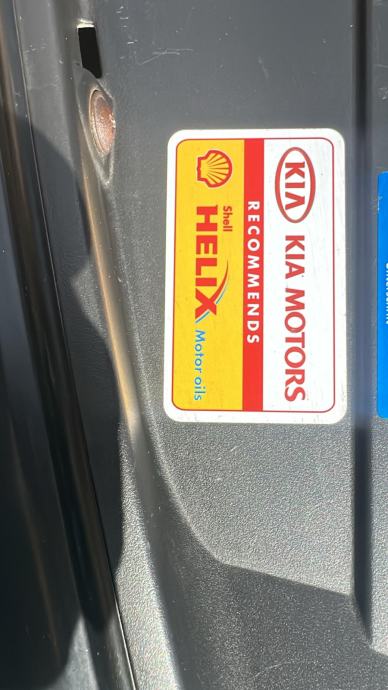 KIA KIA MOTORS
RECOMMENDS
Shell
HELIX
Motor oils